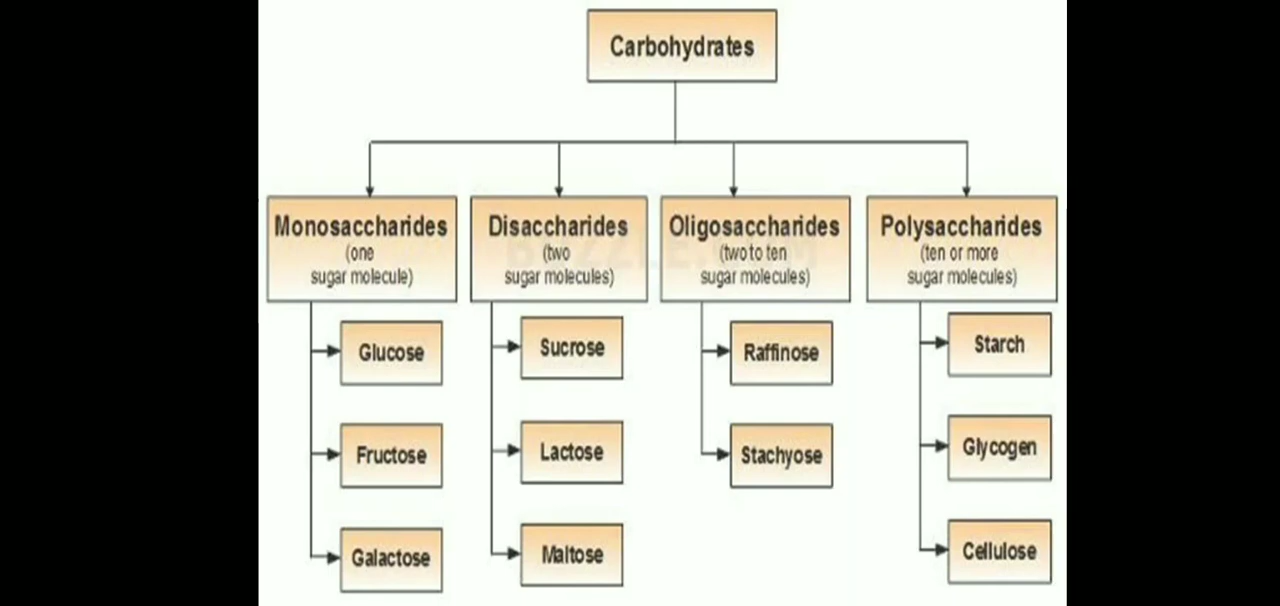 Carbohydrates
Monosaccharides
(one
sugar molecule)
Disaccharides
(two
sugar molecules)
Oligosaccharides
(two to ten
sugar molecules)
Polysaccharides
(ten or more
sugar molecules)
Glucose
Fructose
Galactose
Sucrose
Lactose
Maltose
Raffinose
Stachyose
Starch
Glycogen
Cellulose